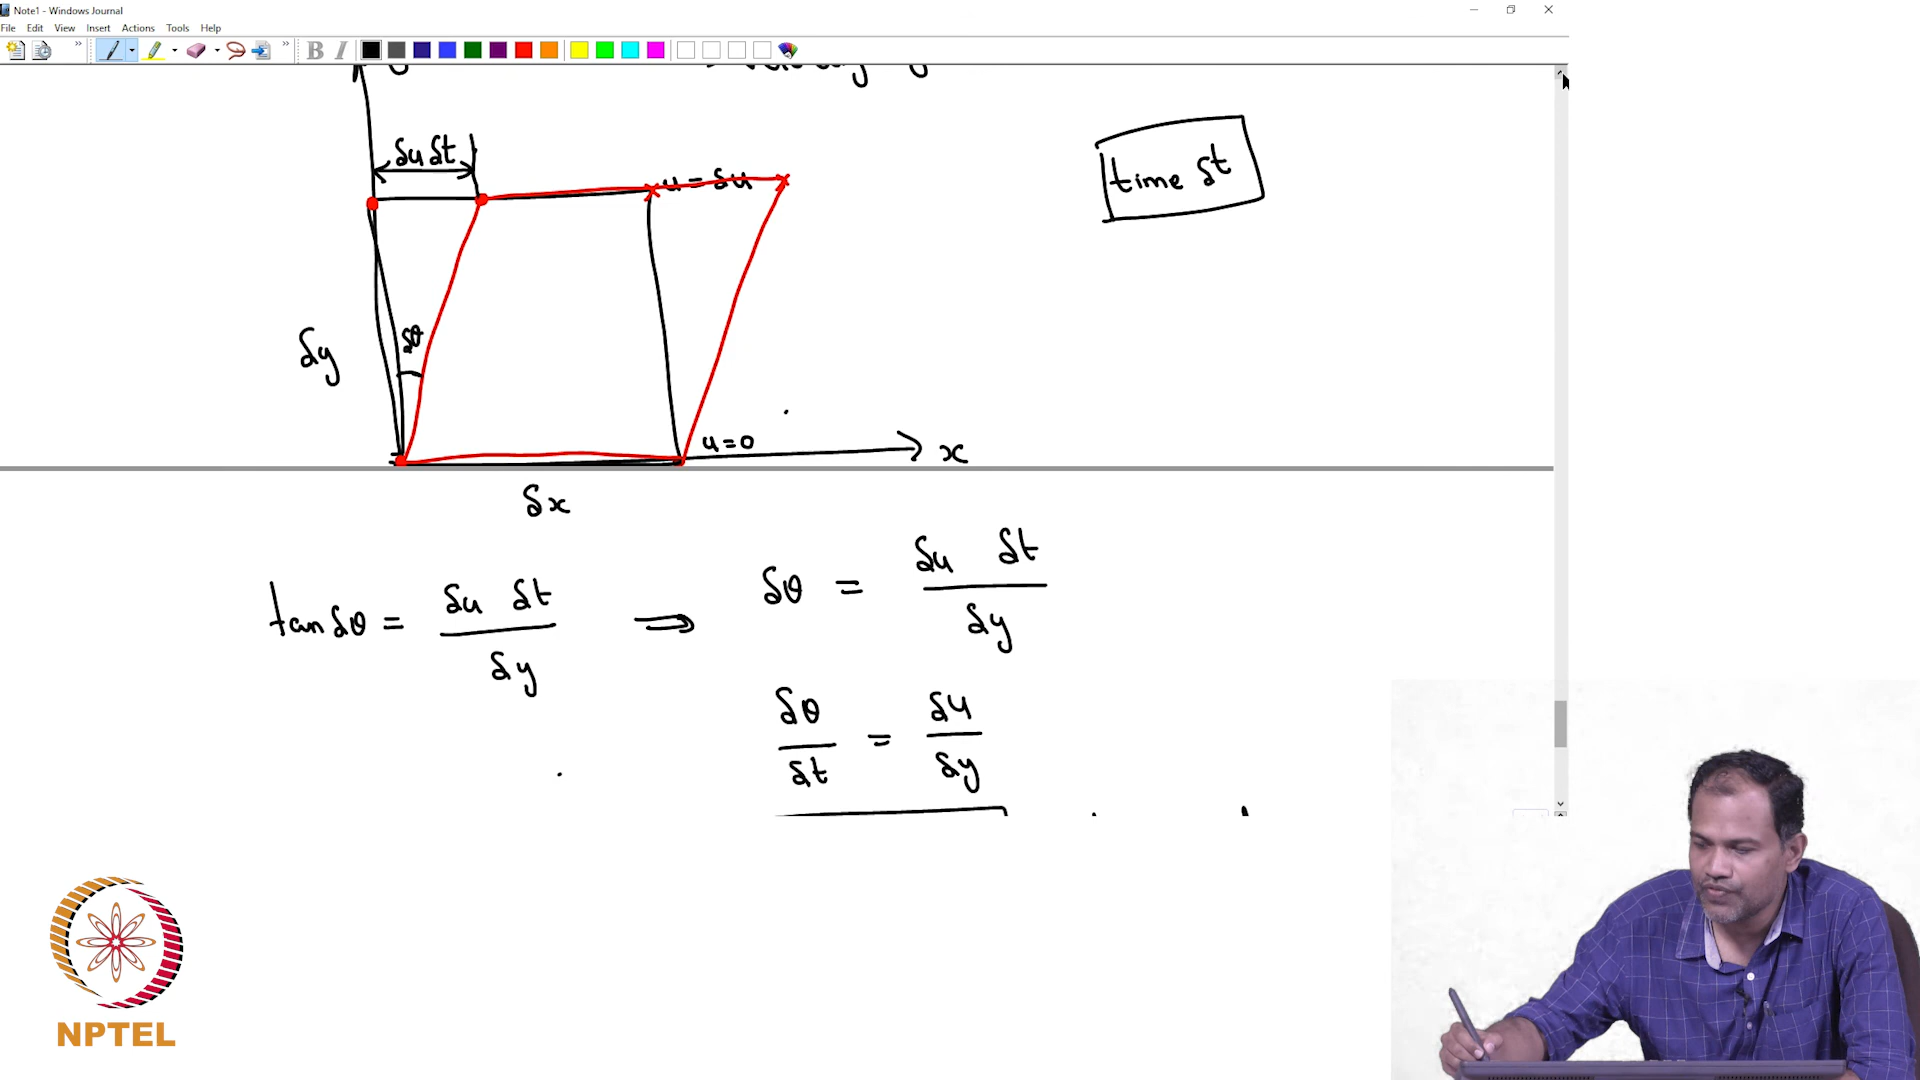 Note1 - Windows Journal
File Edit View Insert Actions Tools Help
B I
δu δt
u = δu
time δt
δy
δθ
u=0
x
δx
tan δθ = δu δt / δy ⇒ δθ = δu δt / δy
δθ / δt = δu / δy
NPTEL